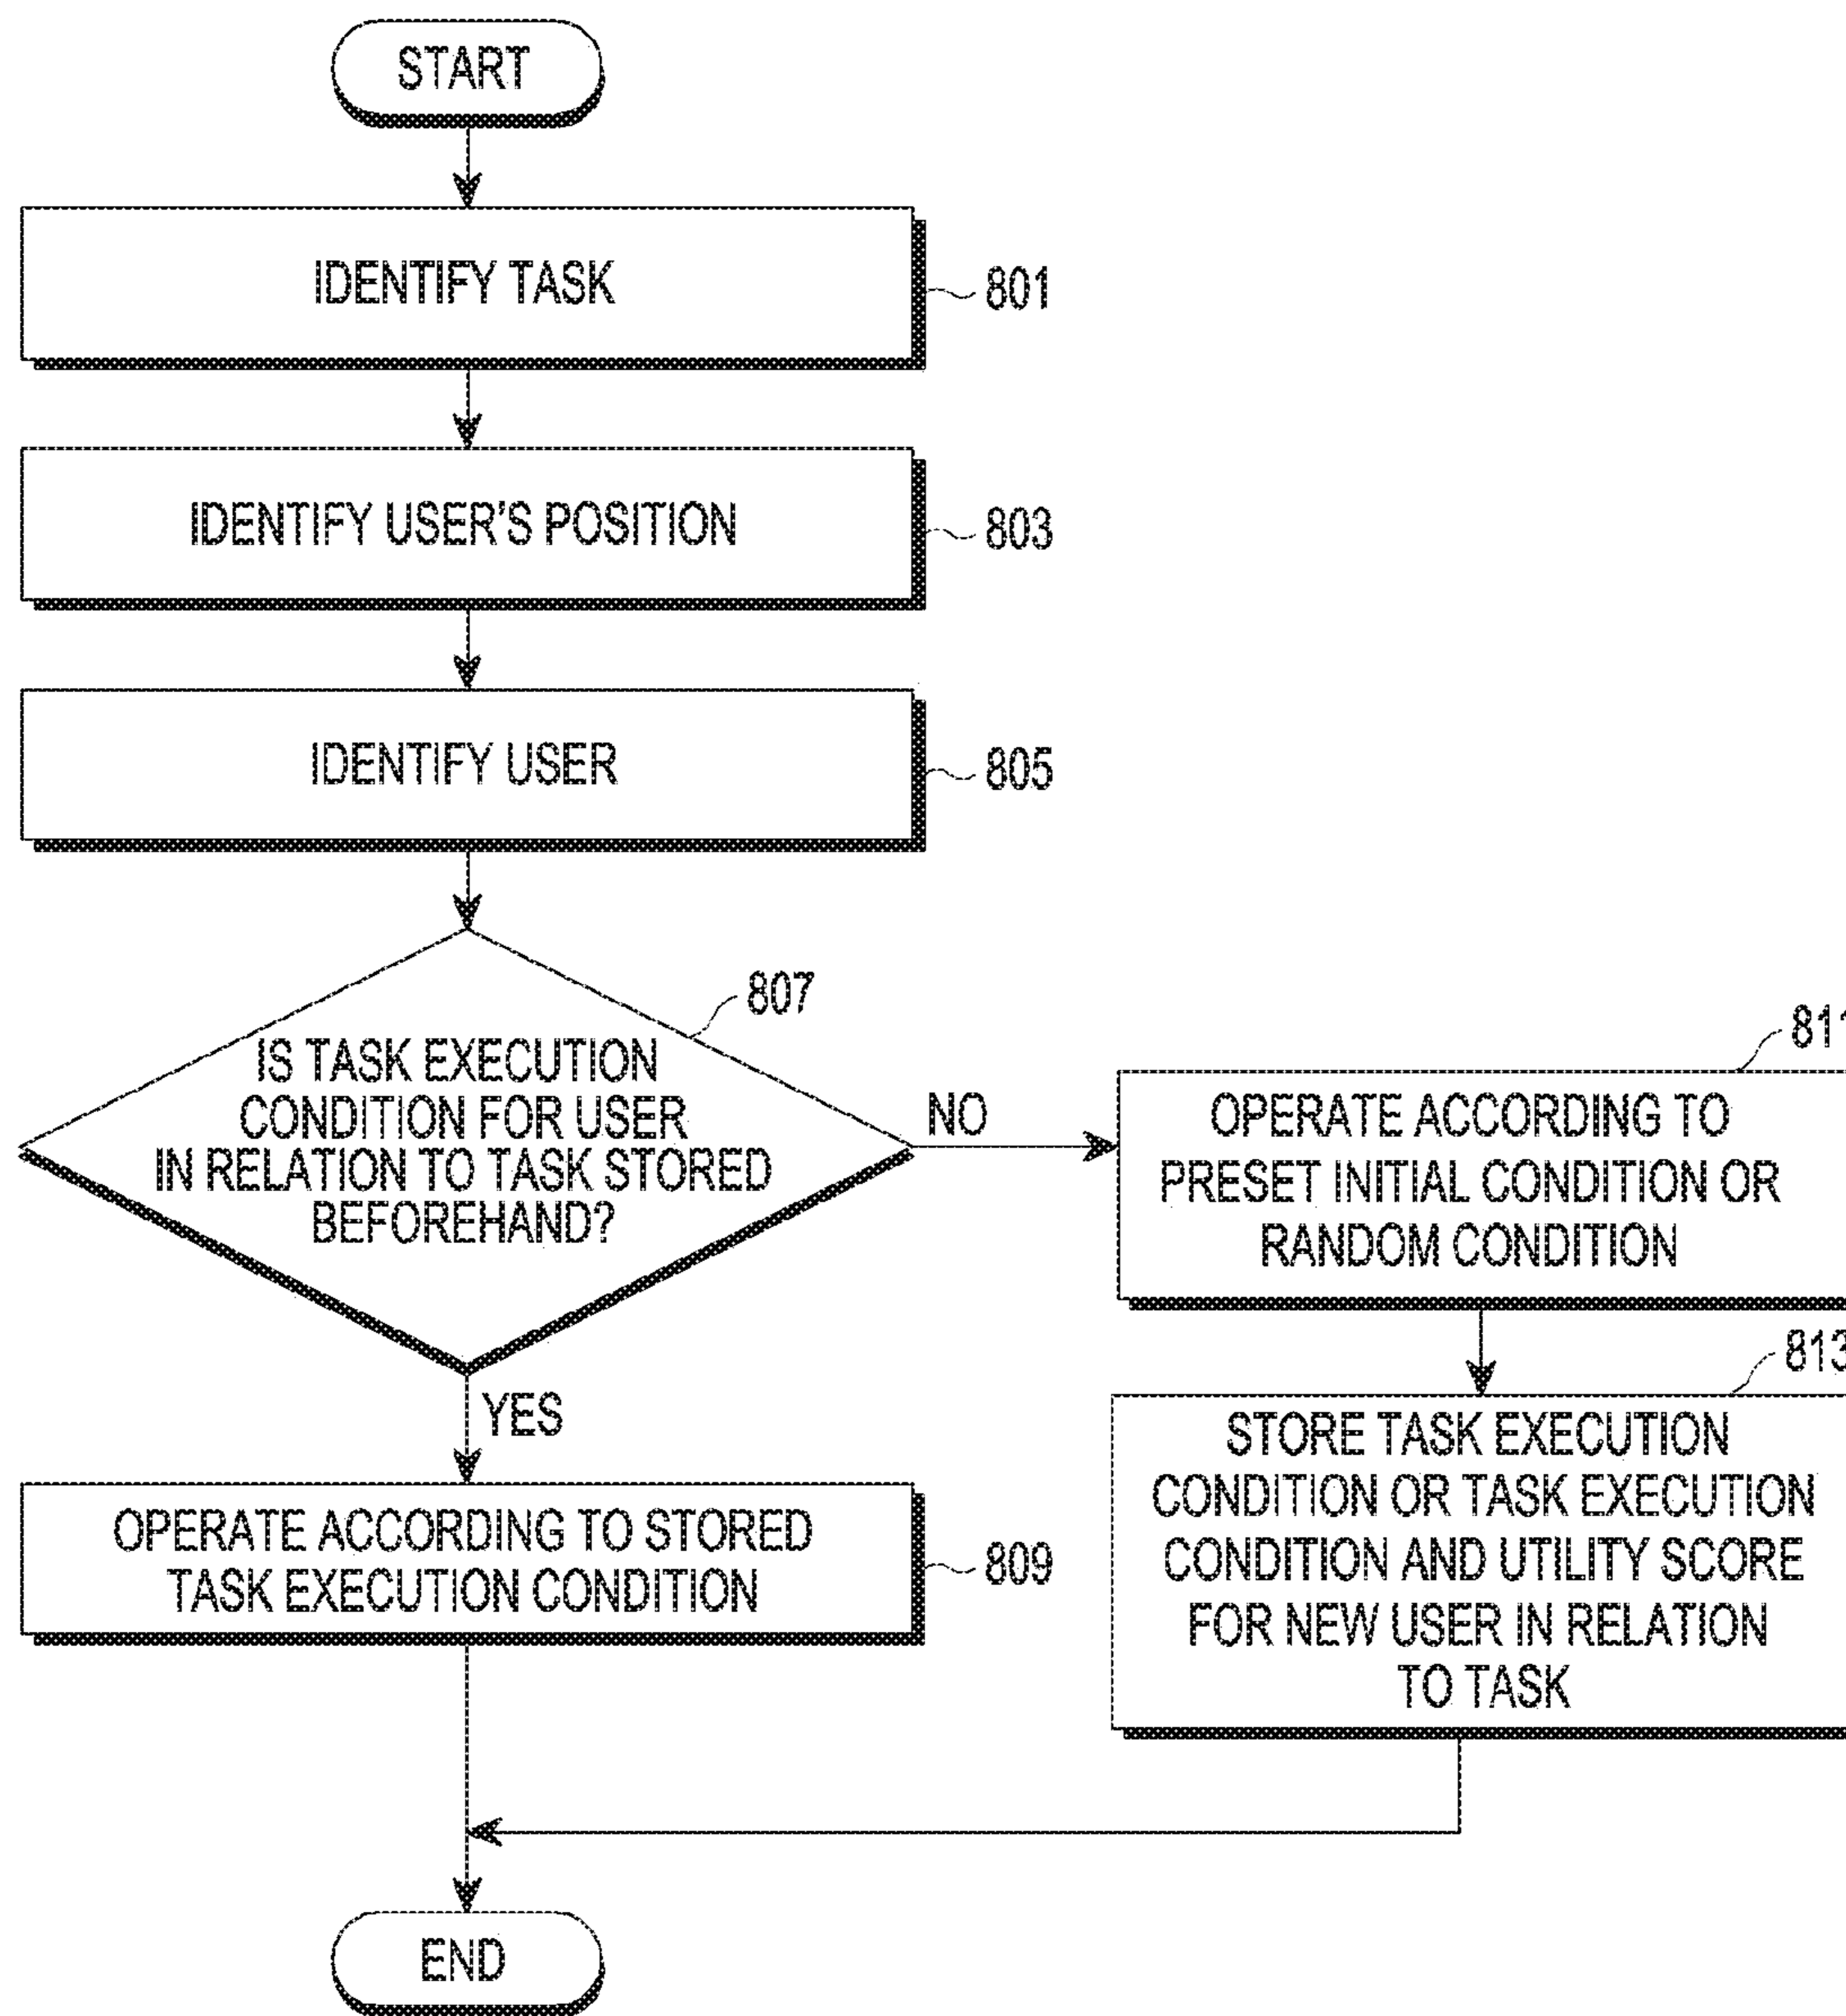 START
IDENTIFY TASK
801
IDENTIFY USER'S POSITION
803
IDENTIFY USER
805
807
IS TASK EXECUTION
CONDITION FOR USER
IN RELATION TO TASK STORED
BEFOREHAND?
NO
YES
811
OPERATE ACCORDING TO
PRESET INITIAL CONDITION OR
RANDOM CONDITION
813
STORE TASK EXECUTION
CONDITION OR TASK EXECUTION
CONDITION AND UTILITY SCORE
FOR NEW USER IN RELATION
TO TASK
OPERATE ACCORDING TO STORED
TASK EXECUTION CONDITION
809
END